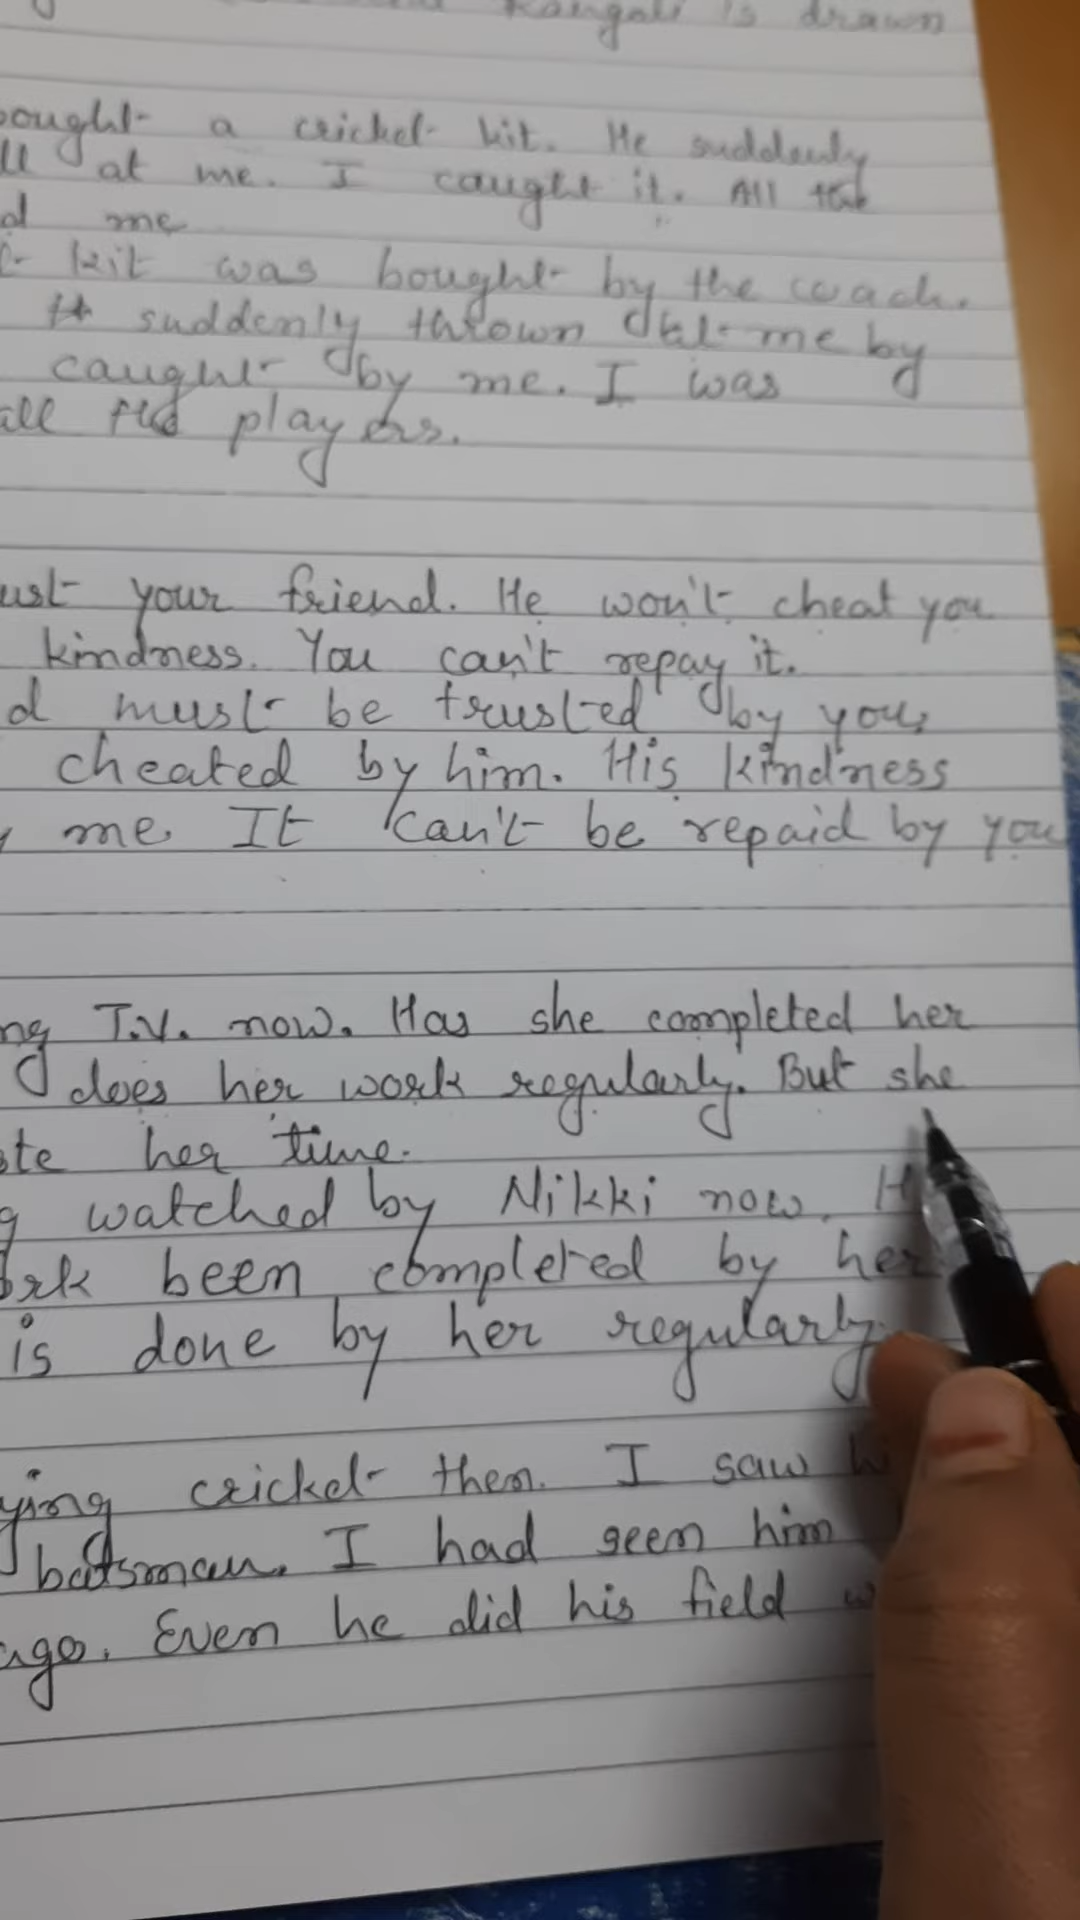 Rangoli is drawn
bought a cricket kit. He suddenly
at me. I caught it. All the
me
kit was bought by the coach.
suddenly thrown at me by
caught by me. I was
all the players.
your friend. He won't cheat you
kindness. You can't repay it.
must be trusted by you,
cheated by him. His kindness
me. It can't be repaid by you
T.V. now. Has she completed her
does her work regularly. But she
her time.
watched by Nikki now.
been completed by her
is done by her regularly.
cricket then. I saw
batsman. I had seen him
ago. Even he did his field